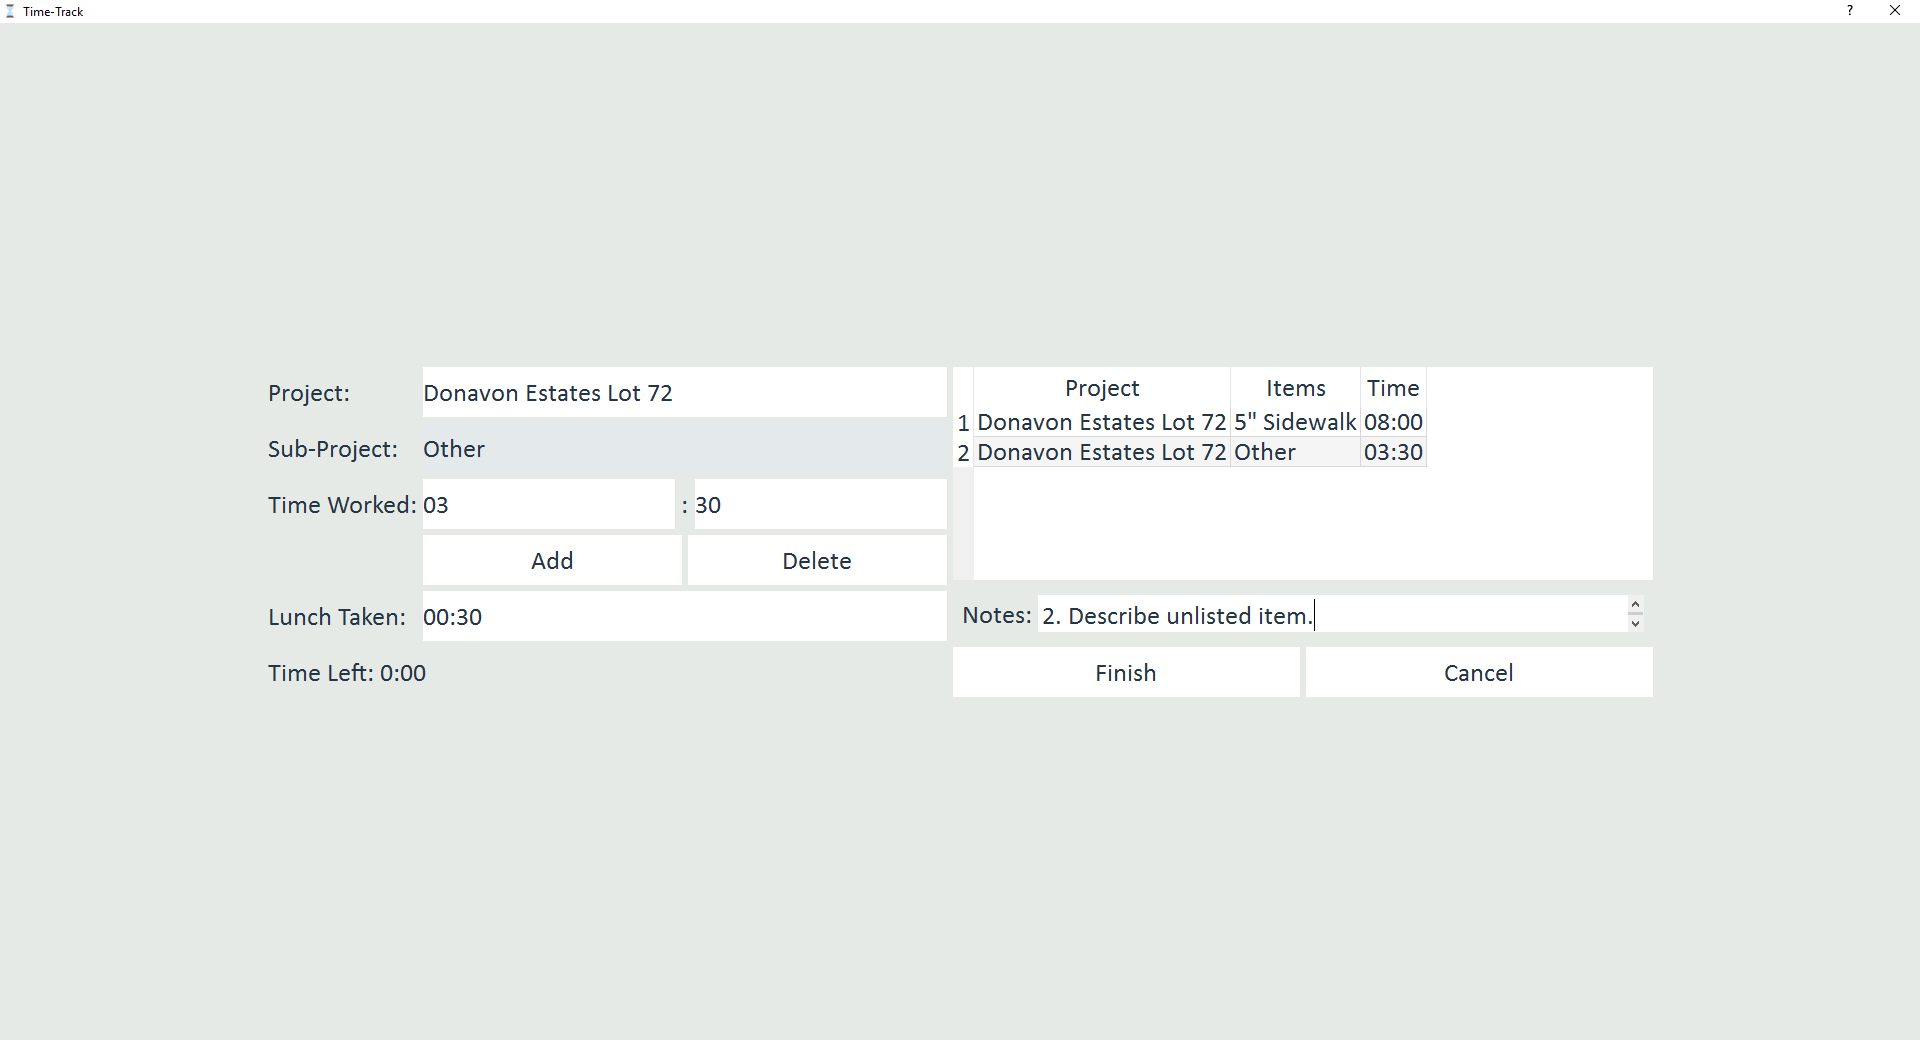 Time-Track
?
Project: Donavon Estates Lot 72
Sub-Project: Other
Time Worked: 03 : 30
Add Delete
Lunch Taken: 00:30
Time Left: 0:00
Project Items Time
1 Donavon Estates Lot 72 5" Sidewalk 08:00
2 Donavon Estates Lot 72 Other 03:30
Notes: 2. Describe unlisted item.
Finish Cancel